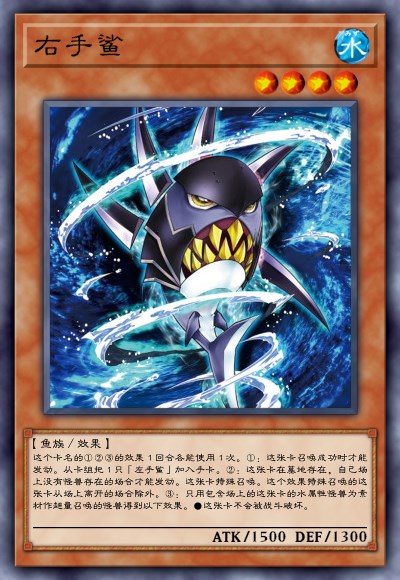 右手鲨
水
【鱼族／效果】
这个卡名的①②③的效果1回合各能使用1次。①：这张卡召唤成功时才能
发动。从卡组把1只「左手鲨」加入手卡。②：这张卡在墓地存在，自己场
上没有怪兽存在的场合才能发动。这张卡特殊召唤。这个效果特殊召唤的这
张卡从场上离开的场合除外。③：只用包含场上的这张卡的水属性怪兽为素
材作超量召唤的怪兽得到以下效果。●这张卡不会被战斗破坏。
ATK/1500 DEF/1300